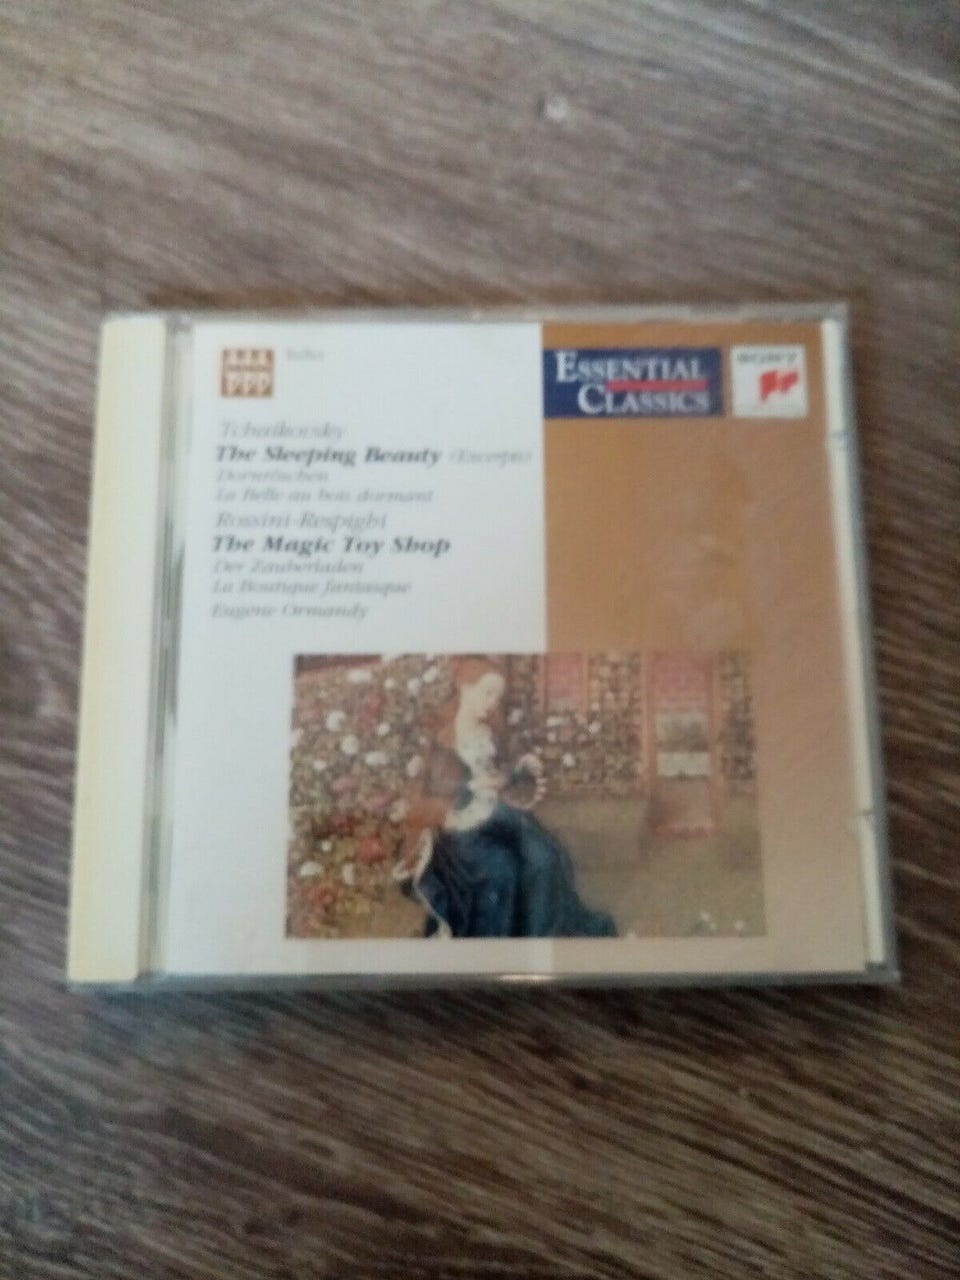 AAA
PPP
Ballet
ESSENTIAL
CLASSICS
SONY
Tchaikovsky
The Sleeping Beauty (Excerpts)
Dornröschen
La Belle au bois dormant
Rossini-Respighi
The Magic Toy Shop
Der Zauberladen
La Boutique fantasque
Eugene Ormandy